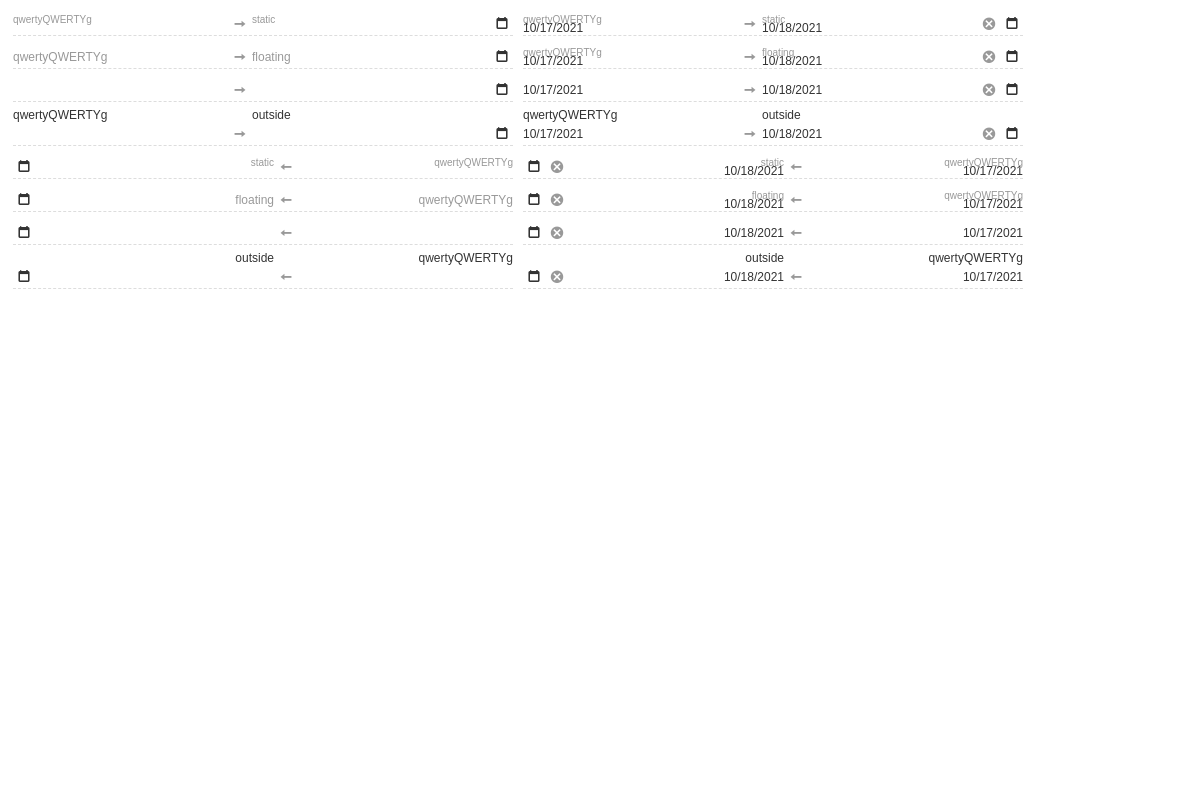 qwertyQWERTYg static qwertyQWERTYg static
10/17/2021 10/18/2021
qwertyQWERTYg floating qwertyQWERTYg floating
10/17/2021 10/18/2021
10/17/2021 10/18/2021
qwertyQWERTYg outside qwertyQWERTYg outside
10/17/2021 10/18/2021
static qwertyQWERTYg static qwertyQWERTYg
10/18/2021 10/17/2021
floating qwertyQWERTYg floating qwertyQWERTYg
10/18/2021 10/17/2021
10/18/2021 10/17/2021
outside qwertyQWERTYg outside qwertyQWERTYg
10/18/2021 10/17/2021